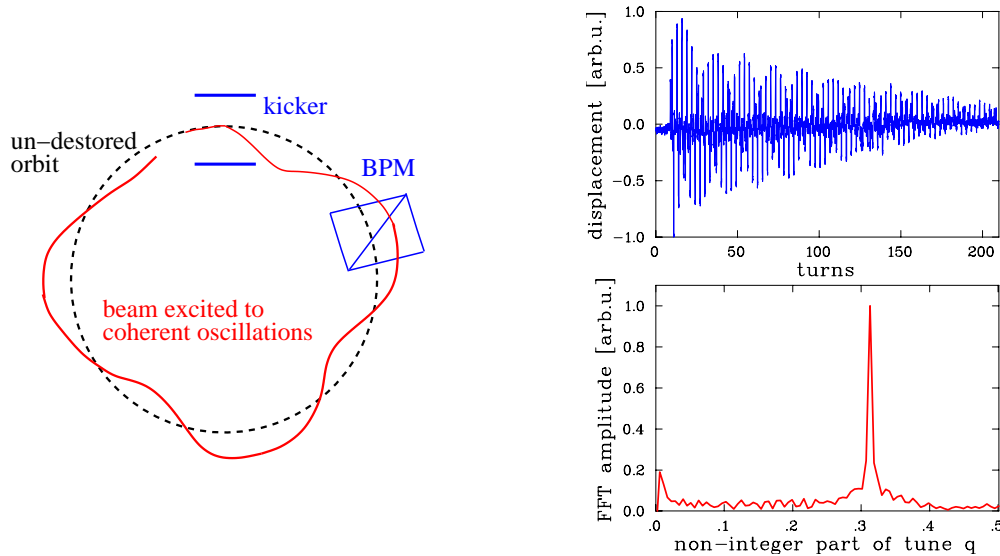 kicker
un-destored
orbit
BPM
beam excited to
coherent oscillations
displacement [arb.u.]
1.0
0.5
0.0
-0.5
-1.0
0 50 100 150 200
turns
FFT amplitude [arb.u.]
1.0
0.8
0.6
0.4
0.2
0.0
.0 .1 .2 .3 .4 .5
non-integer part of tune q